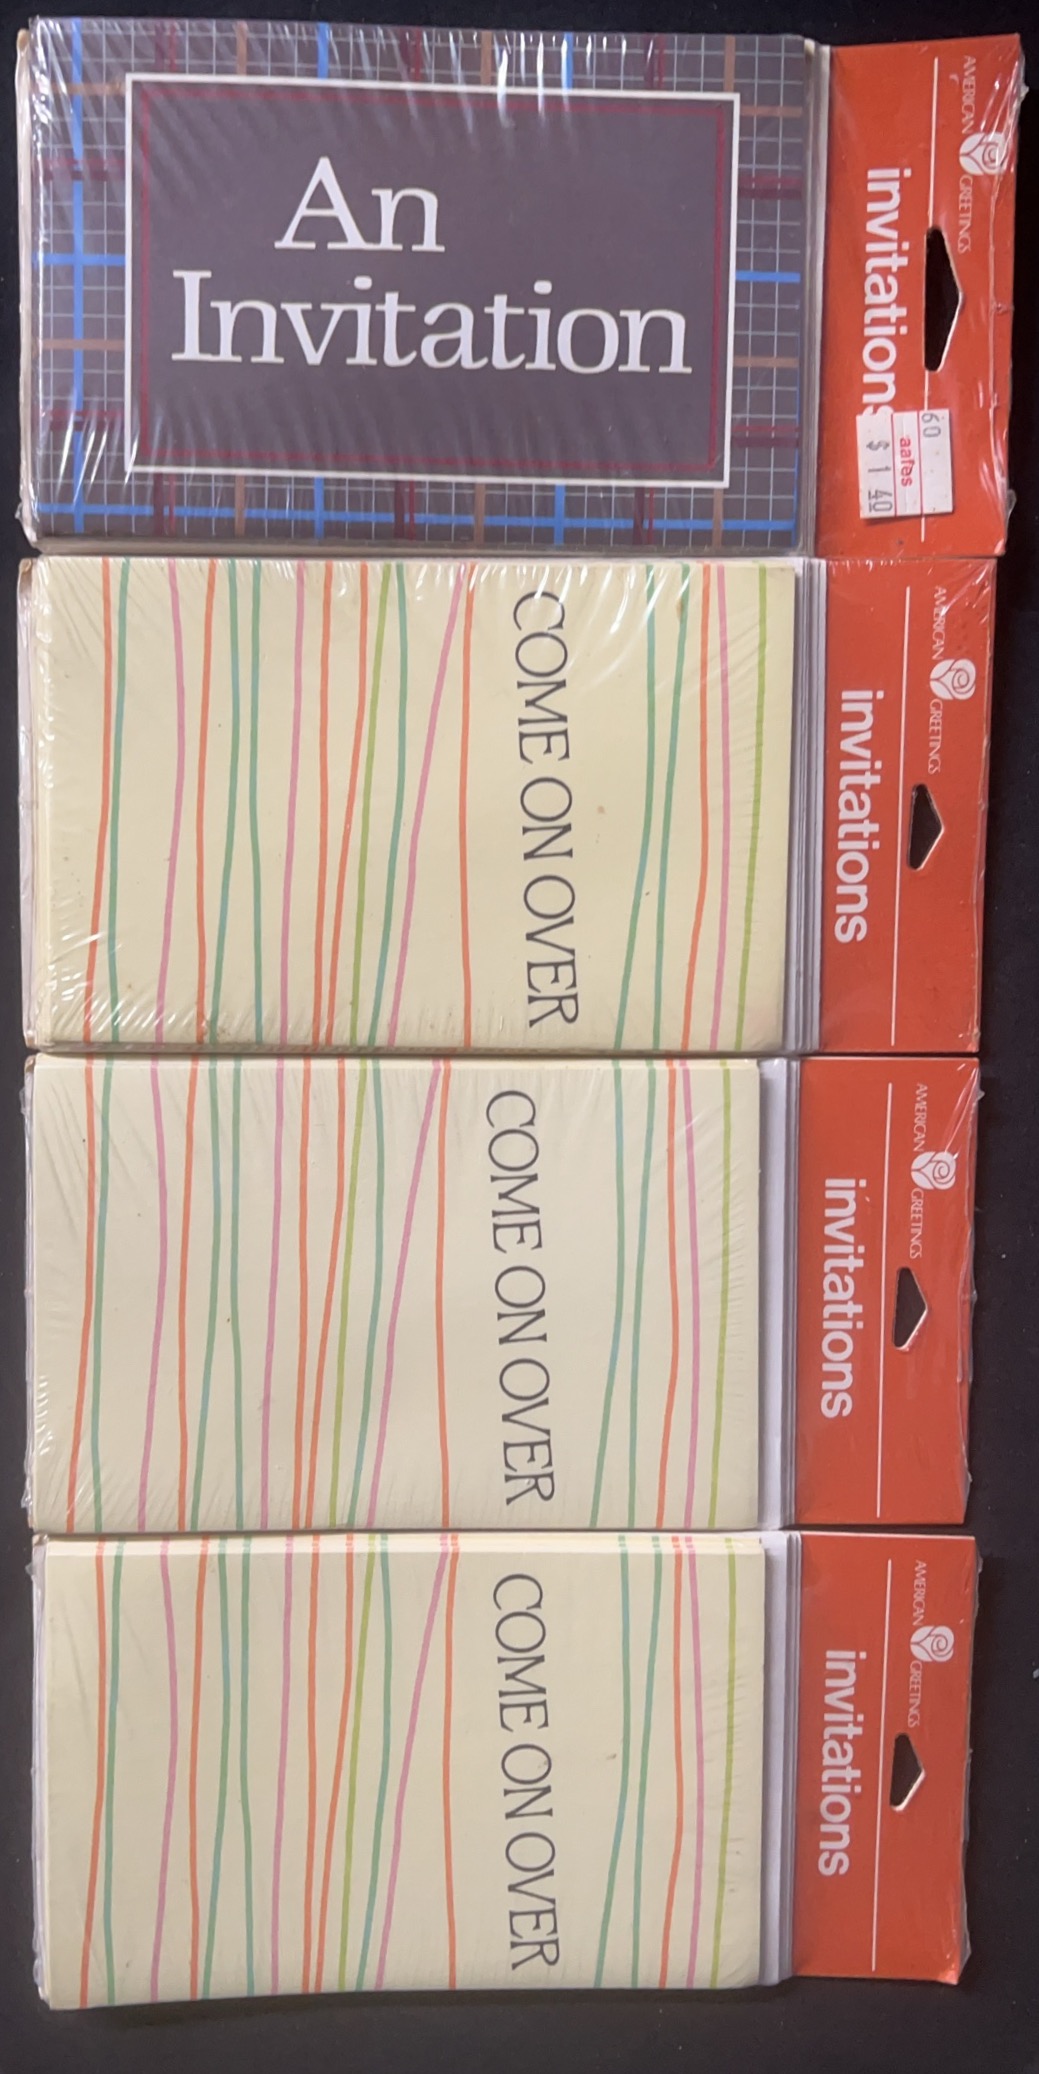 AMERICAN GREETINGS
invitations
60
aafes
$ 1 40
An
Invitation
AMERICAN GREETINGS
invitations
COME ON OVER
AMERICAN GREETINGS
invitations
COME ON OVER
AMERICAN GREETINGS
invitations
COME ON OVER